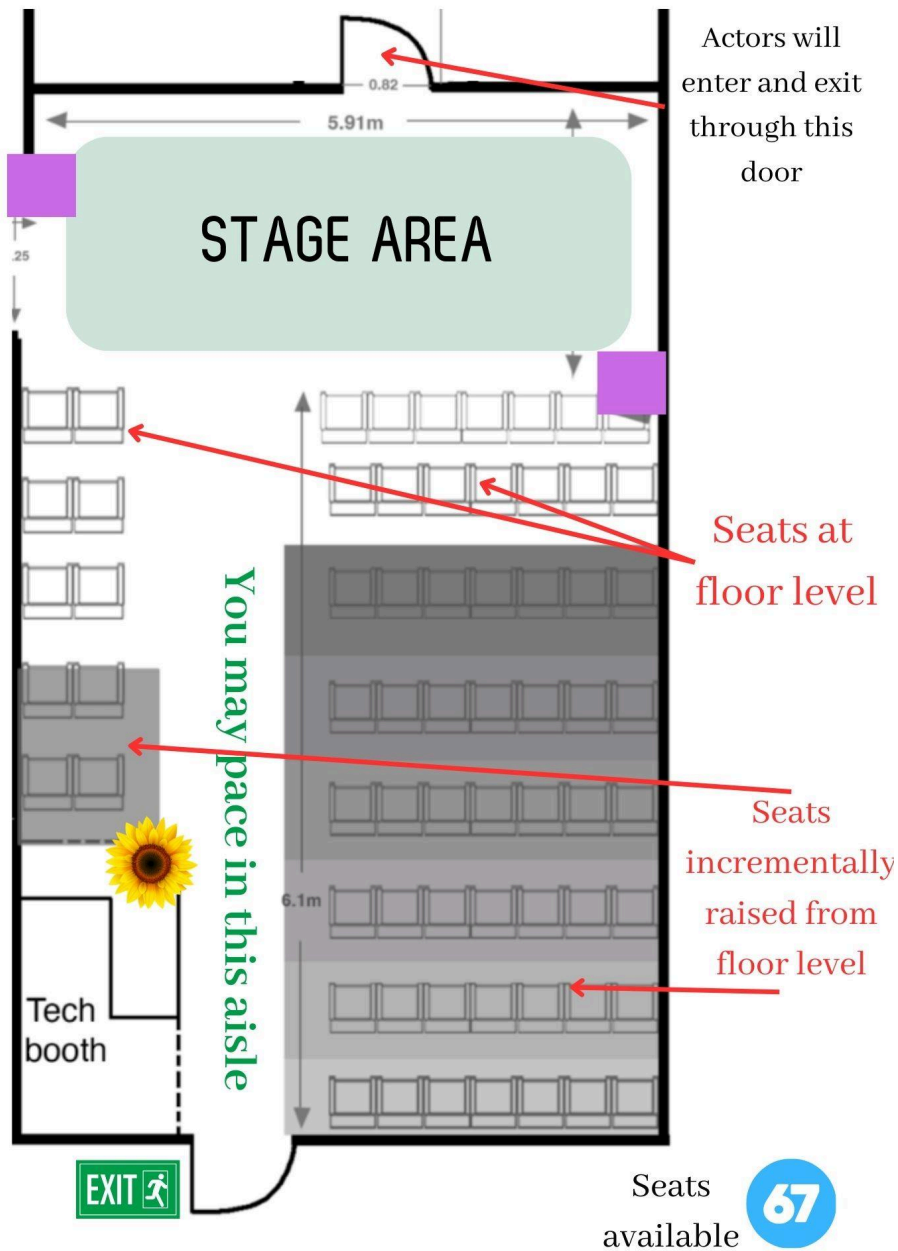 Actors will
enter and exit
through this
door
0.82
5.91m
STAGE AREA
.25
Seats at
floor level
You may pace in this aisle
Seats
incrementally
raised from
floor level
6.1m
Tech
booth
EXIT
Seats
available
67